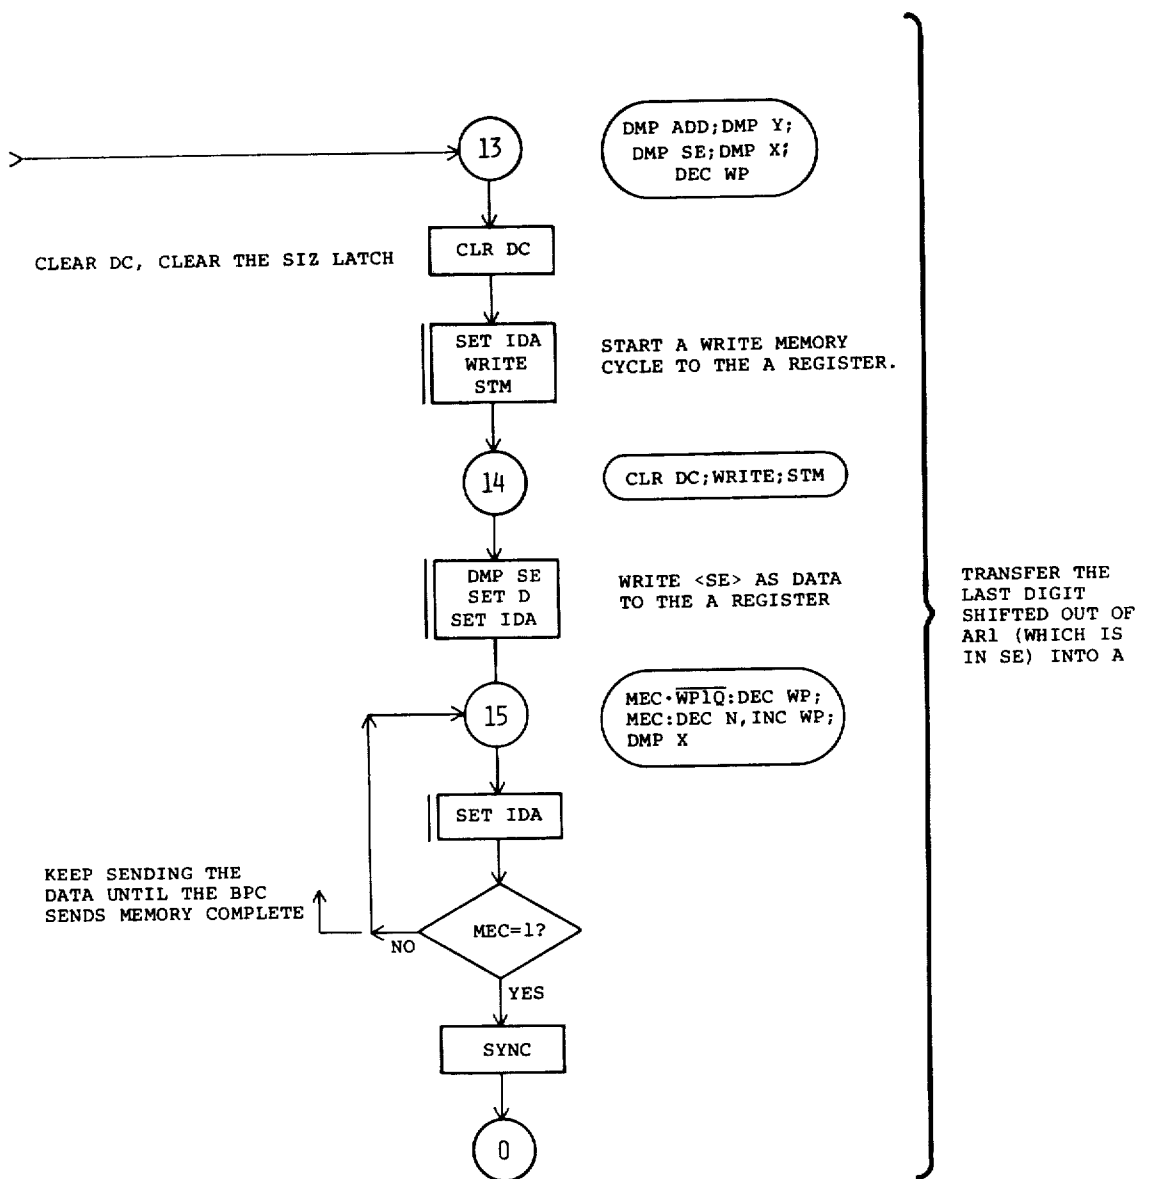 13
DMP ADD;DMP Y;
DMP SE;DMP X;
DEC WP
CLEAR DC, CLEAR THE SIZ LATCH
CLR DC
SET IDA
WRITE
STM
START A WRITE MEMORY
CYCLE TO THE A REGISTER.
14
CLR DC;WRITE;STM
DMP SE
SET D
SET IDA
WRITE <SE> AS DATA
TO THE A REGISTER
TRANSFER THE
LAST DIGIT
SHIFTED OUT OF
AR1 (WHICH IS
IN SE) INTO A
15
MEC·W̅P̅1̅Q̅:DEC WP;
MEC:DEC N,INC WP;
DMP X
SET IDA
KEEP SENDING THE
DATA UNTIL THE BPC
SENDS MEMORY COMPLETE
MEC=1?
NO
YES
SYNC
0